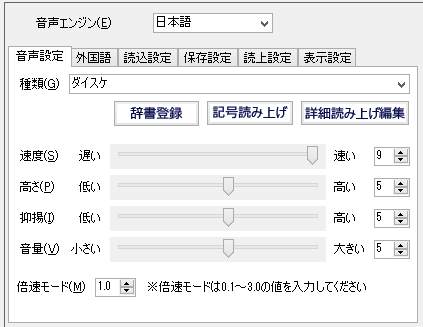 音声エンジン(E) 日本語
音声設定 外国語 読込設定 保存設定 読上設定 表示設定
種類(G) ダイスケ
辞書登録 記号読み上げ 詳細読み上げ編集
速度(S) 遅い 速い 9
高さ(P) 低い 高い 5
抑揚(I) 低い 高い 5
音量(V) 小さい 大きい 5
倍速モード(M) 1.0 ※倍速モードは0.1～3.0の値を入力してください